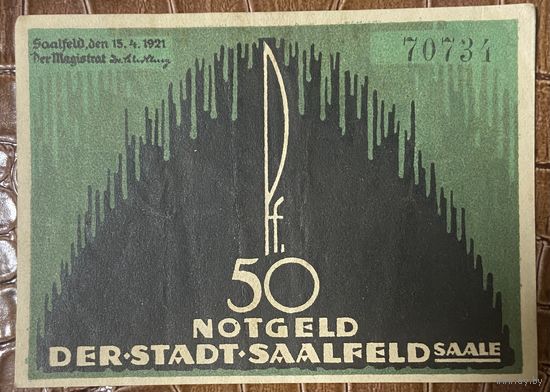 Saalfeld, den 15. 4. 1921
Der Magistrat
70734
Pf.
50
NOTGELD
DER·STADT·SAALFELD SAALE